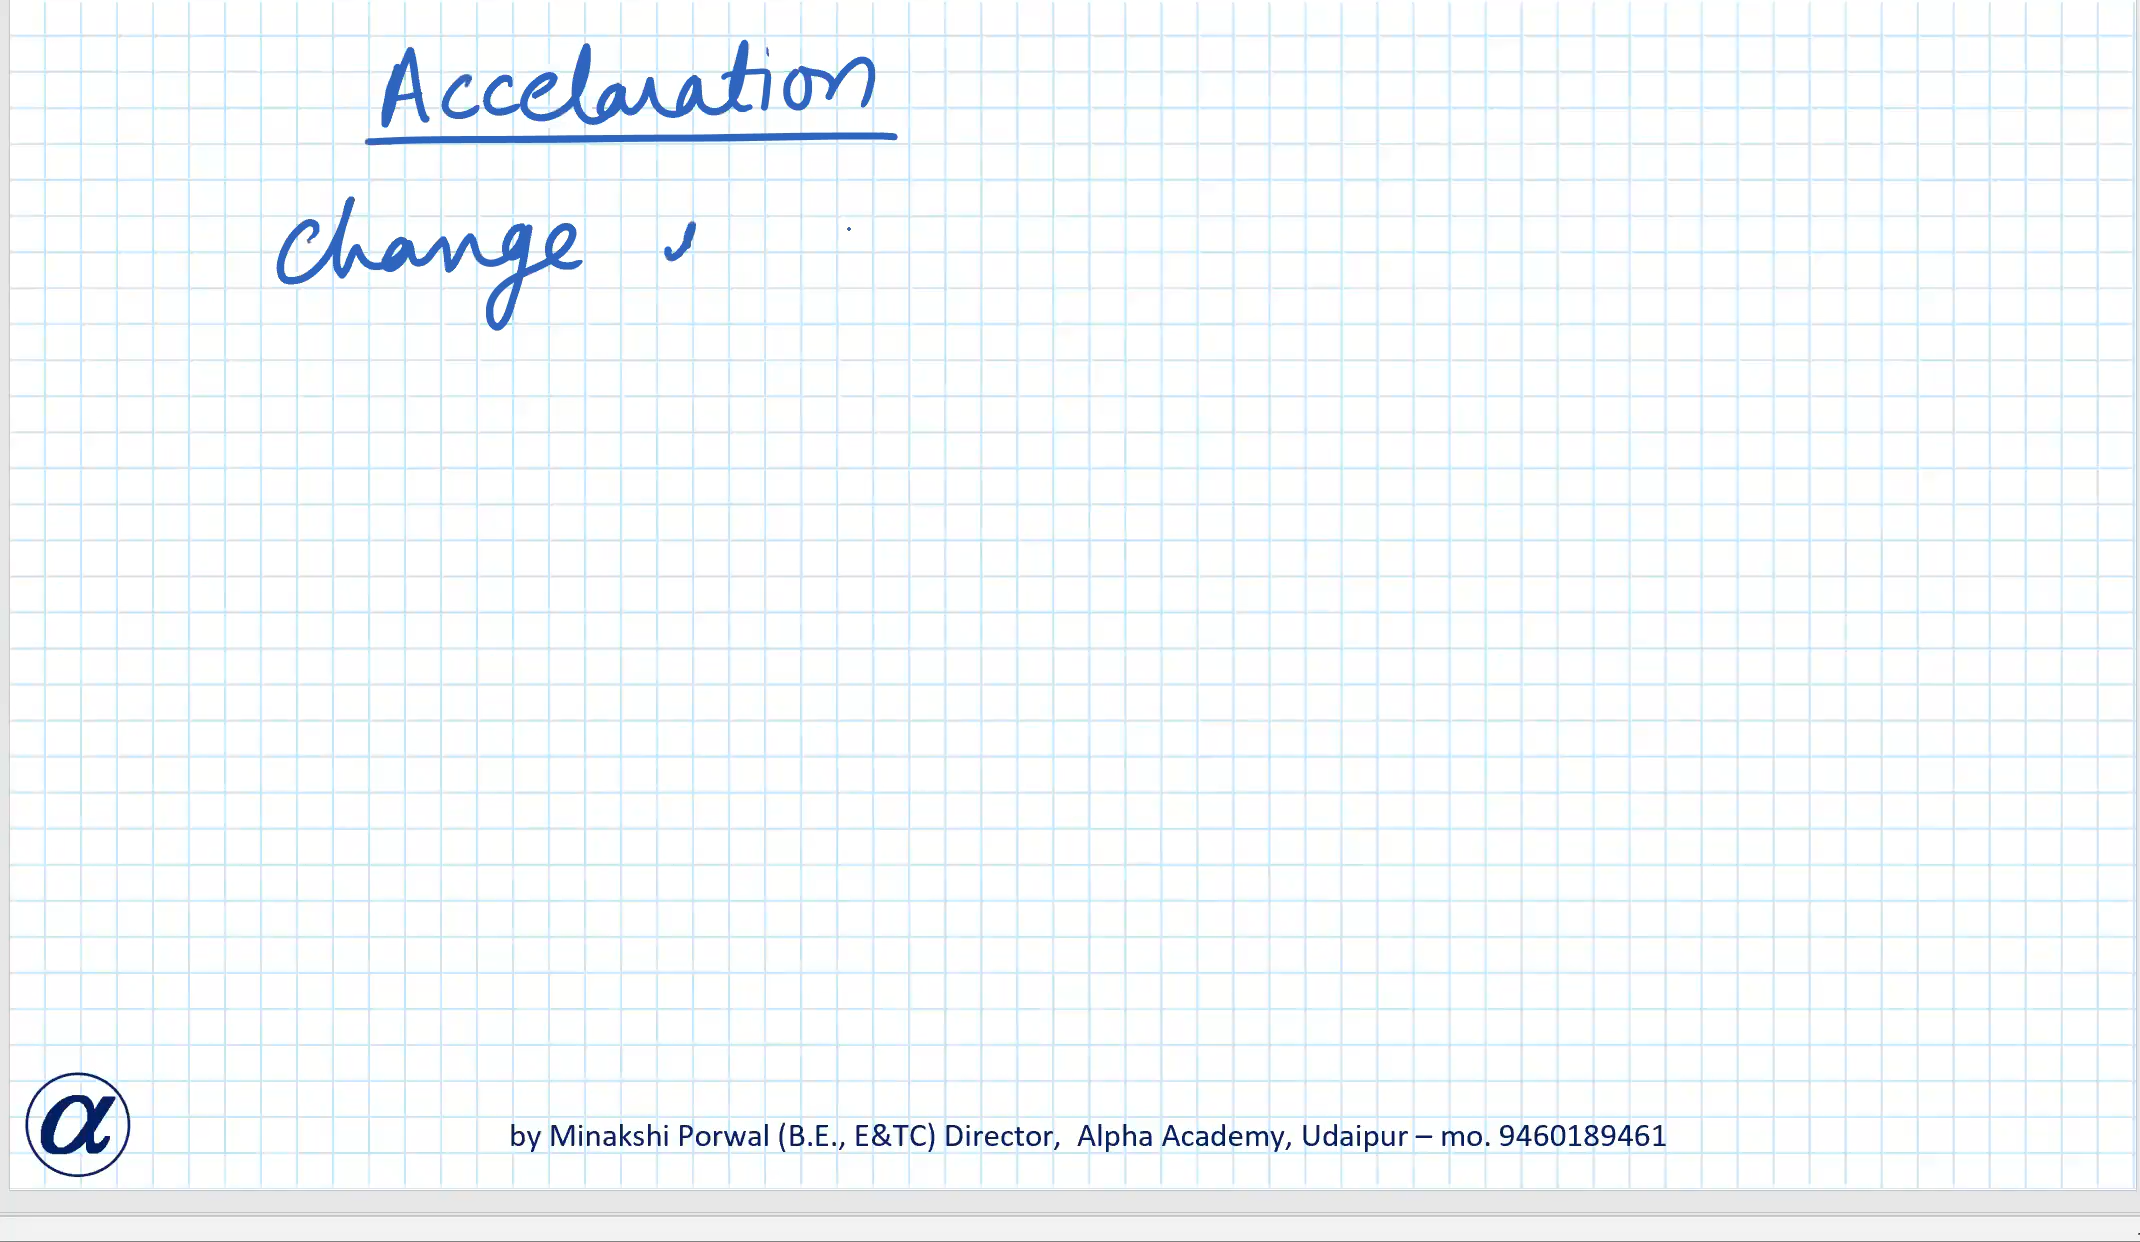 Accelaration
Change
α
by Minakshi Porwal (B.E., E&TC) Director, Alpha Academy, Udaipur – mo. 9460189461